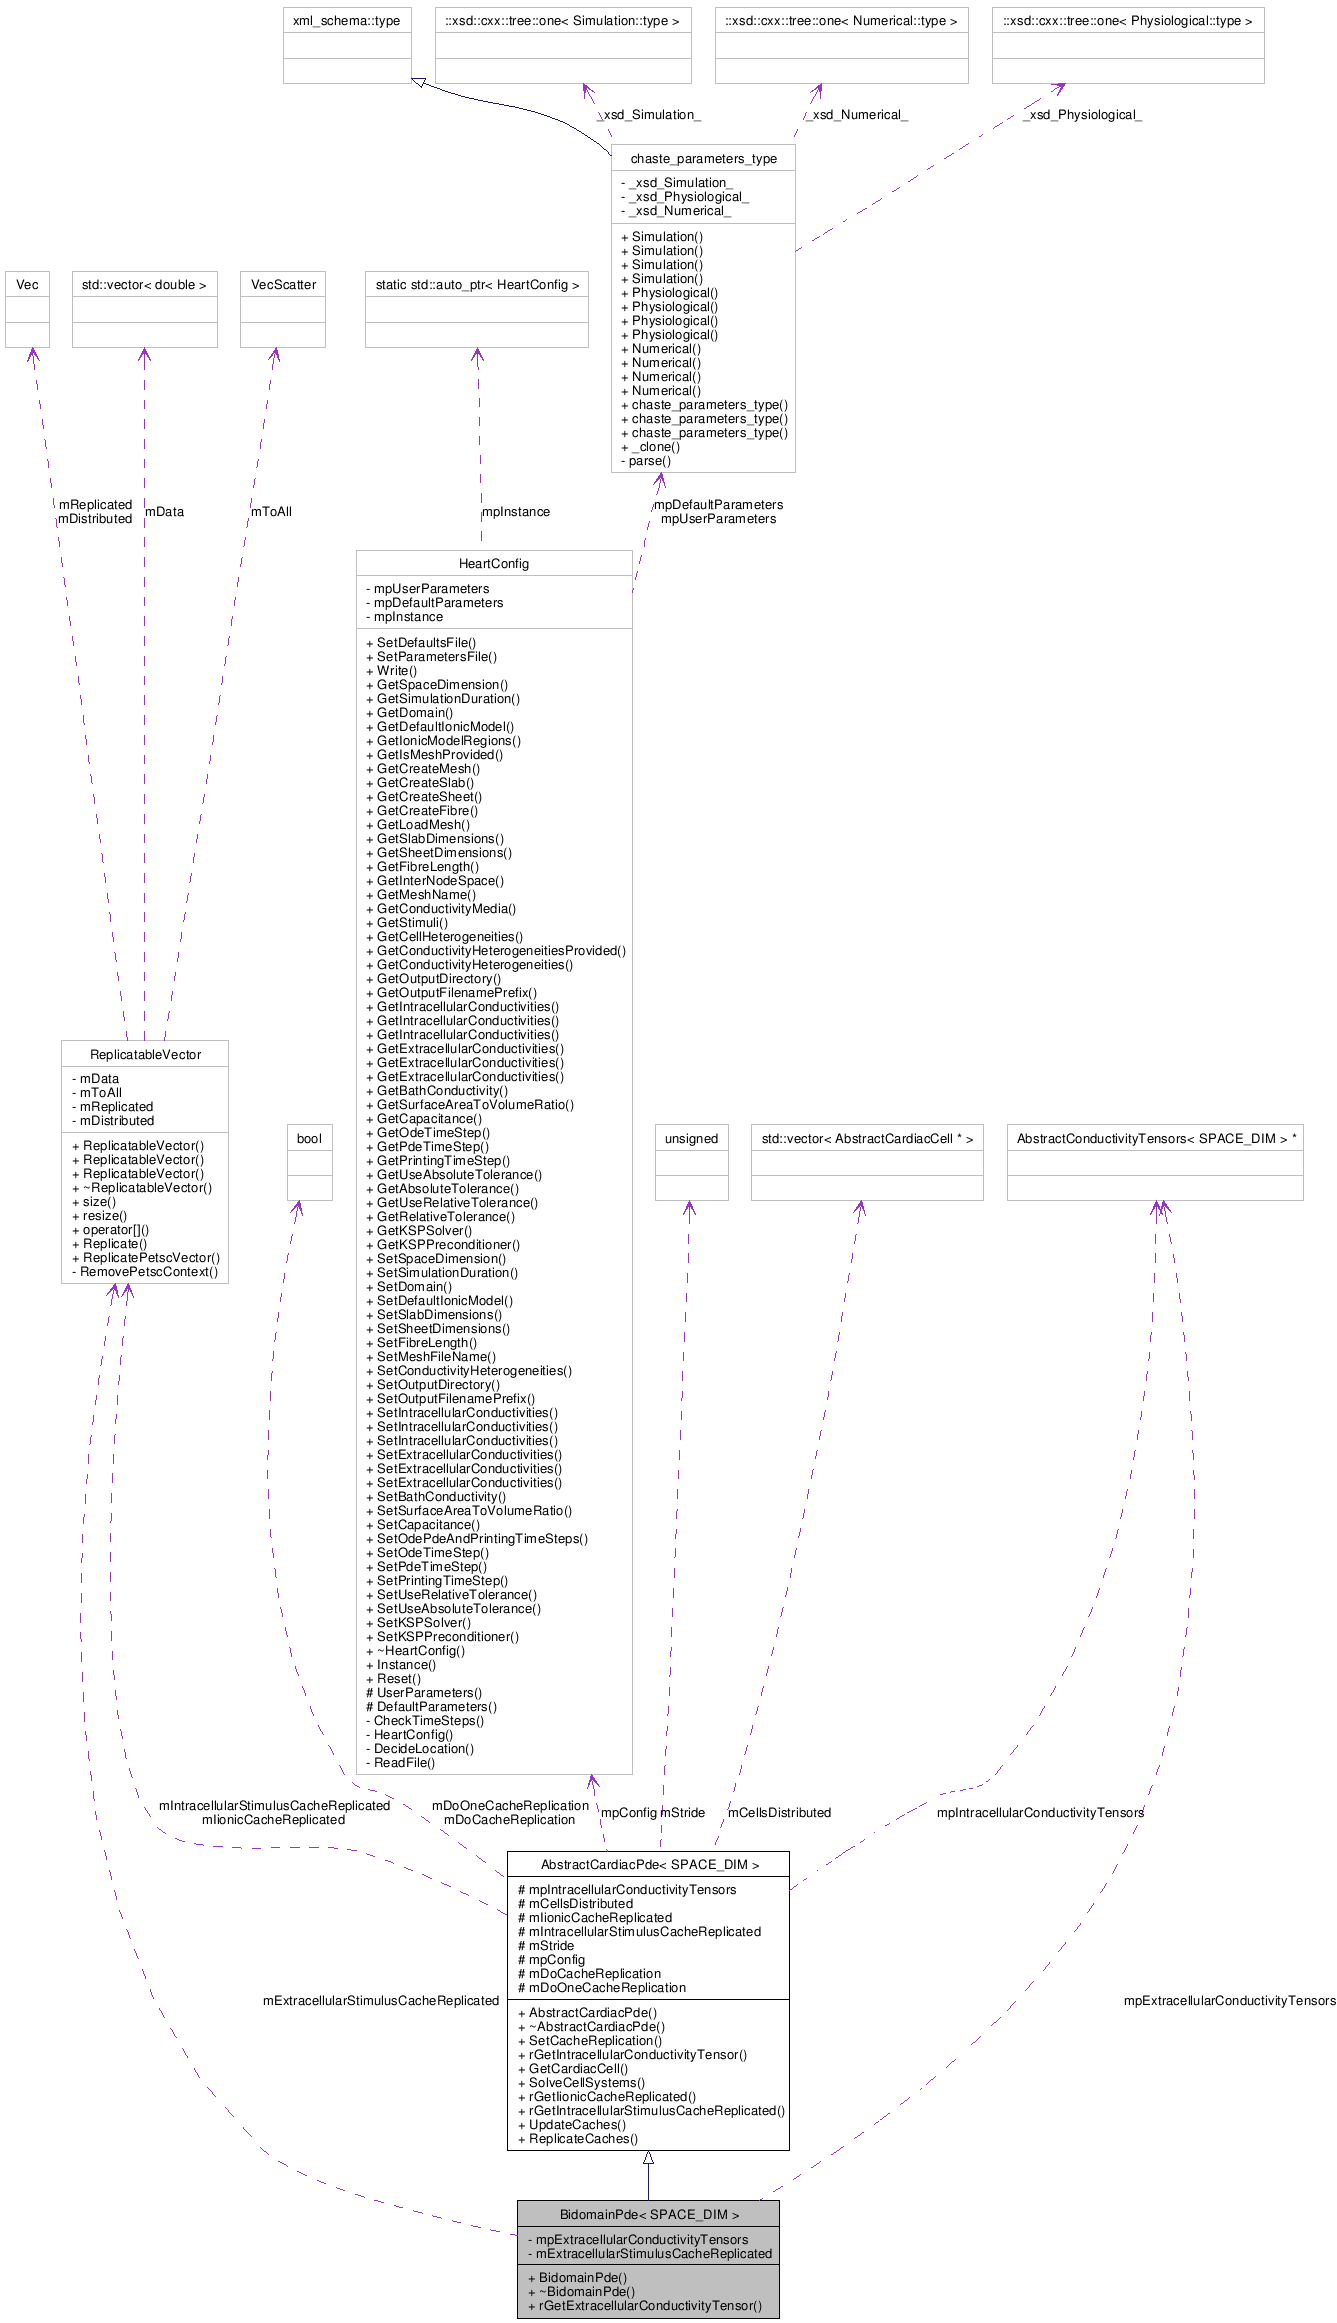 xml_schema::type
::xsd::cxx::tree::one< Simulation::type >
::xsd::cxx::tree::one< Numerical::type >
::xsd::cxx::tree::one< Physiological::type >
_xsd_Simulation_
_xsd_Numerical_
_xsd_Physiological_
chaste_parameters_type
- _xsd_Simulation_
- _xsd_Physiological_
- _xsd_Numerical_
+ Simulation()
+ Simulation()
+ Simulation()
+ Simulation()
+ Physiological()
+ Physiological()
+ Physiological()
+ Physiological()
+ Numerical()
+ Numerical()
+ Numerical()
+ Numerical()
+ chaste_parameters_type()
+ chaste_parameters_type()
+ chaste_parameters_type()
+ _clone()
- parse()
Vec
std::vector< double >
VecScatter
static std::auto_ptr< HeartConfig >
mReplicated
mDistributed
mData
mToAll
mpInstance
mpDefaultParameters
mpUserParameters
HeartConfig
- mpUserParameters
- mpDefaultParameters
- mpInstance
+ SetDefaultsFile()
+ SetParametersFile()
+ Write()
+ GetSpaceDimension()
+ GetSimulationDuration()
+ GetDomain()
+ GetDefaultIonicModel()
+ GetIonicModelRegions()
+ GetIsMeshProvided()
+ GetCreateMesh()
+ GetCreateSlab()
+ GetCreateSheet()
+ GetCreateFibre()
+ GetLoadMesh()
+ GetSlabDimensions()
+ GetSheetDimensions()
+ GetFibreLength()
+ GetInterNodeSpace()
+ GetMeshName()
+ GetConductivityMedia()
+ GetStimuli()
+ GetCellHeterogeneities()
+ GetConductivityHeterogeneitiesProvided()
+ GetConductivityHeterogeneities()
+ GetOutputDirectory()
+ GetOutputFilenamePrefix()
+ GetIntracellularConductivities()
+ GetIntracellularConductivities()
+ GetIntracellularConductivities()
+ GetExtracellularConductivities()
+ GetExtracellularConductivities()
+ GetExtracellularConductivities()
+ GetBathConductivity()
+ GetSurfaceAreaToVolumeRatio()
+ GetCapacitance()
+ GetOdeTimeStep()
+ GetPdeTimeStep()
+ GetPrintingTimeStep()
+ GetUseAbsoluteTolerance()
+ GetAbsoluteTolerance()
+ GetUseRelativeTolerance()
+ GetRelativeTolerance()
+ GetKSPSolver()
+ GetKSPPreconditioner()
+ SetSpaceDimension()
+ SetSimulationDuration()
+ SetDomain()
+ SetDefaultIonicModel()
+ SetSlabDimensions()
+ SetSheetDimensions()
+ SetFibreLength()
+ SetMeshFileName()
+ SetConductivityHeterogeneities()
+ SetOutputDirectory()
+ SetOutputFilenamePrefix()
+ SetIntracellularConductivities()
+ SetIntracellularConductivities()
+ SetIntracellularConductivities()
+ SetExtracellularConductivities()
+ SetExtracellularConductivities()
+ SetExtracellularConductivities()
+ SetBathConductivity()
+ SetSurfaceAreaToVolumeRatio()
+ SetCapacitance()
+ SetOdePdeAndPrintingTimeSteps()
+ SetOdeTimeStep()
+ SetPdeTimeStep()
+ SetPrintingTimeStep()
+ SetUseRelativeTolerance()
+ SetUseAbsoluteTolerance()
+ SetKSPSolver()
+ SetKSPPreconditioner()
+ ~HeartConfig()
+ Instance()
+ Reset()
# UserParameters()
# DefaultParameters()
- CheckTimeSteps()
- HeartConfig()
- DecideLocation()
- ReadFile()
ReplicatableVector
- mData
- mToAll
- mReplicated
- mDistributed
+ ReplicatableVector()
+ ReplicatableVector()
+ ReplicatableVector()
+ ~ReplicatableVector()
+ size()
+ resize()
+ operator[]()
+ Replicate()
+ ReplicatePetscVector()
- RemovePetscContext()
bool
unsigned
std::vector< AbstractCardiacCell * >
AbstractConductivityTensors< SPACE_DIM > *
mIntracellularStimulusCacheReplicated
mIionicCacheReplicated
mDoOneCacheReplication
mDoCacheReplication
mpConfig
mStride
mCellsDistributed
mpIntracellularConductivityTensors
AbstractCardiacPde< SPACE_DIM >
# mpIntracellularConductivityTensors
# mCellsDistributed
# mIionicCacheReplicated
# mIntracellularStimulusCacheReplicated
# mStride
# mpConfig
# mDoCacheReplication
# mDoOneCacheReplication
+ AbstractCardiacPde()
+ ~AbstractCardiacPde()
+ SetCacheReplication()
+ rGetIntracellularConductivityTensor()
+ GetCardiacCell()
+ SolveCellSystems()
+ rGetIionicCacheReplicated()
+ rGetIntracellularStimulusCacheReplicated()
+ UpdateCaches()
+ ReplicateCaches()
mExtracellularStimulusCacheReplicated
mpExtracellularConductivityTensors
BidomainPde< SPACE_DIM >
- mpExtracellularConductivityTensors
- mExtracellularStimulusCacheReplicated
+ BidomainPde()
+ ~BidomainPde()
+ rGetExtracellularConductivityTensor()